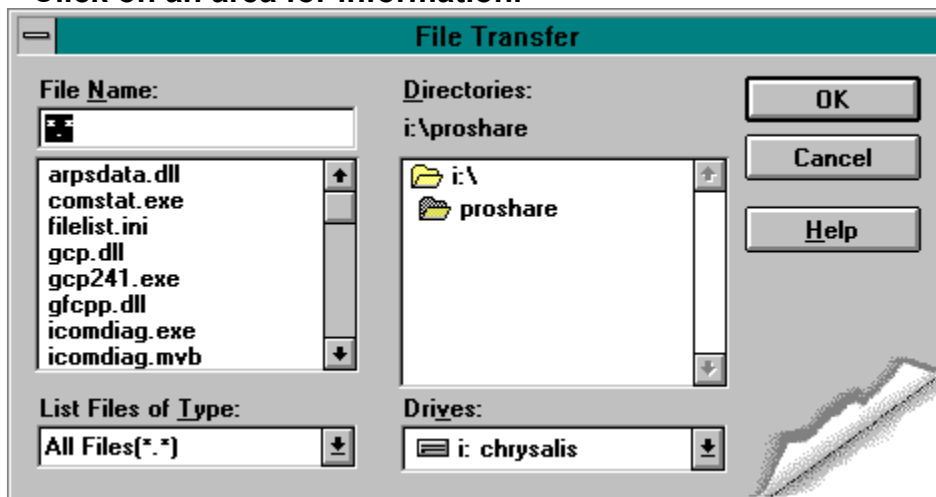 Click on an area for information.
File Transfer
File Name:
*.*
arpsdata.dll
comstat.exe
filelist.ini
gcp.dll
gcp241.exe
gfcpp.dll
icomdiag.exe
icomdiag.mvb
List Files of Type:
All Files(*.*)
Directories:
i:\proshare
i:\
proshare
Drives:
i: chrysalis
OK
Cancel
Help